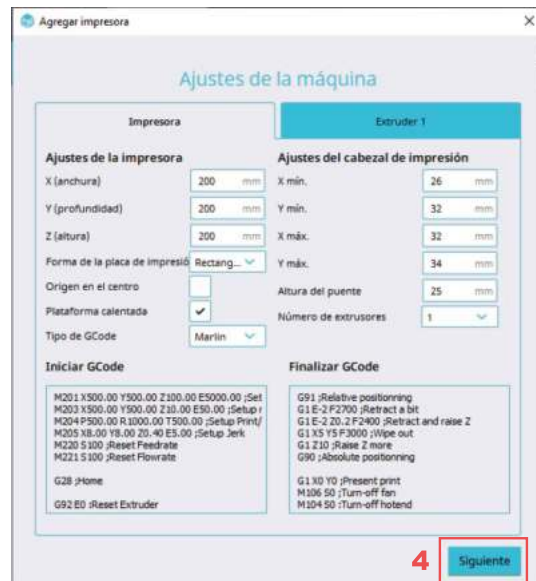 Agregar impresora
Ajustes de la máquina
Impresora
Extruder 1
Ajustes de la impresora
X (anchura) 200 mm
Y (profundidad) 200 mm
Z (altura) 200 mm
Forma de la placa de impresió Rectang...
Origen en el centro
Plataforma calentada
Tipo de GCode Marlin
Ajustes del cabezal de impresión
X mín. 26 mm
Y mín. 32 mm
X máx. 32 mm
Y máx. 34 mm
Altura del puente 25 mm
Número de extrusores 1
Iniciar GCode
M201 X500.00 Y500.00 Z100.00 E5000.00 ;Set
M203 X500.00 Y500.00 Z10.00 E50.00 ;Setup r
M204 P500.00 R1000.00 T500.00 ;Setup Print/
M205 X8.00 Y8.00 Z0.40 E5.00 ;Setup Jerk
M220 S100 ;Reset Feedrate
M221 S100 ;Reset Flowrate
G28 ;Home
G92 E0 ;Reset Extruder
Finalizar GCode
G91 ;Relative positionning
G1 E-2 F2700 ;Retract a bit
G1 E-2 Z0.2 F2400 ;Retract and raise Z
G1 X5 Y5 F3000 ;Wipe out
G1 Z10 ;Raise Z more
G90 ;Absolute positionning
G1 X0 Y0 ;Present print
M106 S0 ;Turn-off fan
M104 S0 ;Turn-off hotend
4
Siguiente